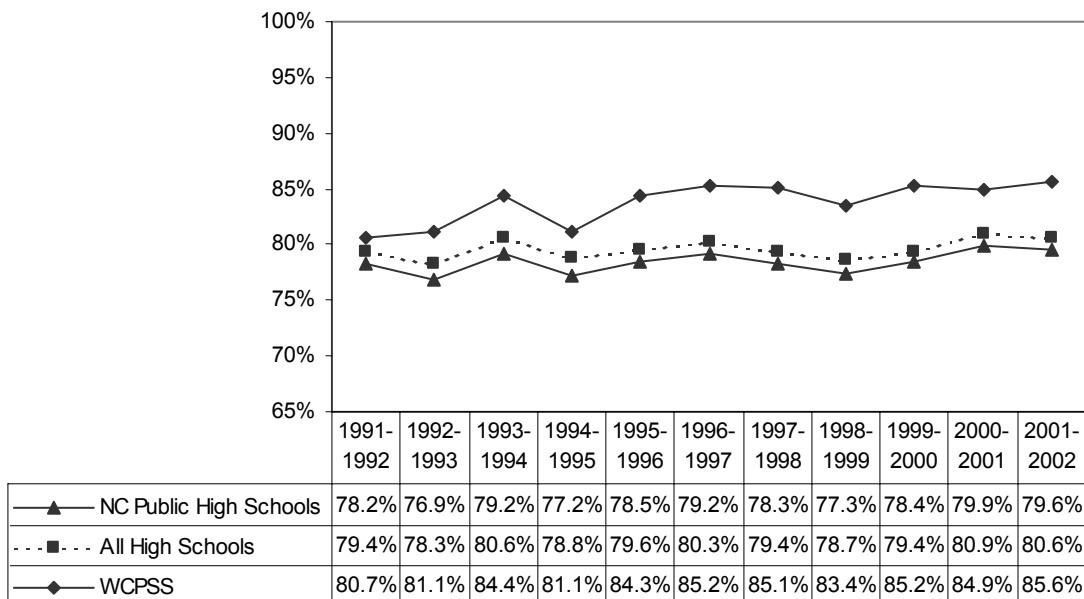 100%
95%
90%
85%
80%
75%
70%
65%
1991- 1992- 1993- 1994- 1995- 1996- 1997- 1998- 1999- 2000- 2001-
1992 1993 1994 1995 1996 1997 1998 1999 2000 2001 2002
NC Public High Schools 78.2% 76.9% 79.2% 77.2% 78.5% 79.2% 78.3% 77.3% 78.4% 79.9% 79.6%
All High Schools 79.4% 78.3% 80.6% 78.8% 79.6% 80.3% 79.4% 78.7% 79.4% 80.9% 80.6%
WCPSS 80.7% 81.1% 84.4% 81.1% 84.3% 85.2% 85.1% 83.4% 85.2% 84.9% 85.6%